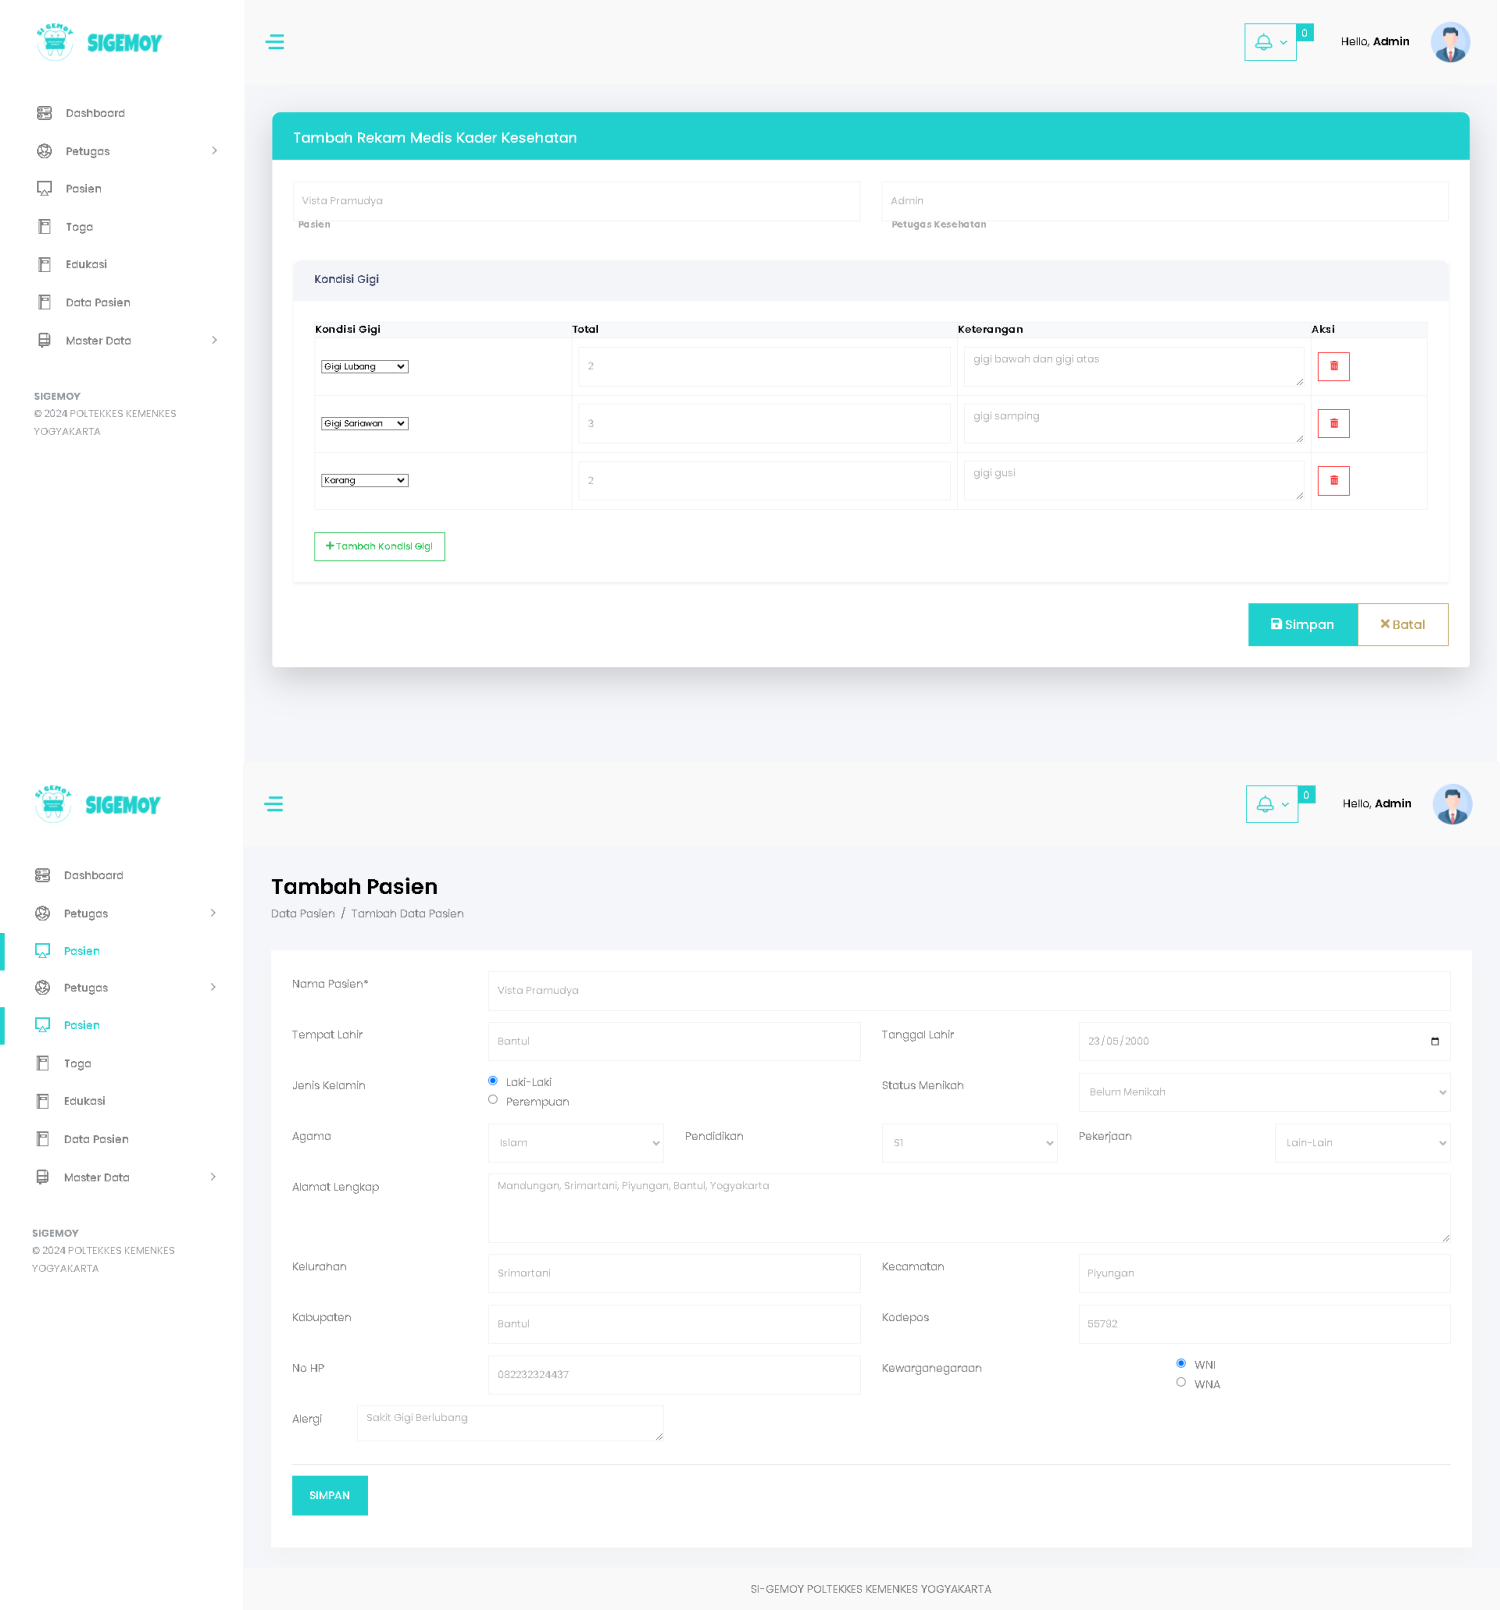 SI GEMOY
SIGEMOY
0
Hello, Admin
Dashboard
Petugas
Pasien
Toga
Edukasi
Data Pasien
Master Data
SIGEMOY
© 2024 POLTEKKES KEMENKES
YOGYAKARTA
Tambah Rekam Medis Kader Kesehatan
Vista Pramudya
Admin
Pasien
Petugas Kesehatan
Kondisi Gigi
Kondisi Gigi Total Keterangan Aksi
Gigi Lubang 2 gigi bawah dan gigi atas
Gigi Sariawan 3 gigi samping
Karang 2 gigi gusi
Tambah Kondisi Gigi
Simpan Batal
SI GEMOY
SIGEMOY
0
Hello, Admin
Dashboard
Petugas
Pasien
Petugas
Pasien
Toga
Edukasi
Data Pasien
Master Data
SIGEMOY
© 2024 POLTEKKES KEMENKES
YOGYAKARTA
Tambah Pasien
Data Pasien / Tambah Data Pasien
Nama Pasien* Vista Pramudya
Tempat Lahir Bantul Tanggal Lahir 23/05/2000
Jenis Kelamin Laki-Laki Status Menikah Belum Menikah
Perempuan
Agama Islam Pendidikan S1 Pekerjaan Lain-Lain
Alamat Lengkap Mandungan, Srimartani, Piyungan, Bantul, Yogyakarta
Kelurahan Srimartani Kecamatan Piyungan
Kabupaten Bantul Kodepos 55792
No HP 082232324437 Kewarganegaraan WNI
WNA
Alergi Sakit Gigi Berlubang
SIMPAN
SI-GEMOY POLTEKKES KEMENKES YOGYAKARTA